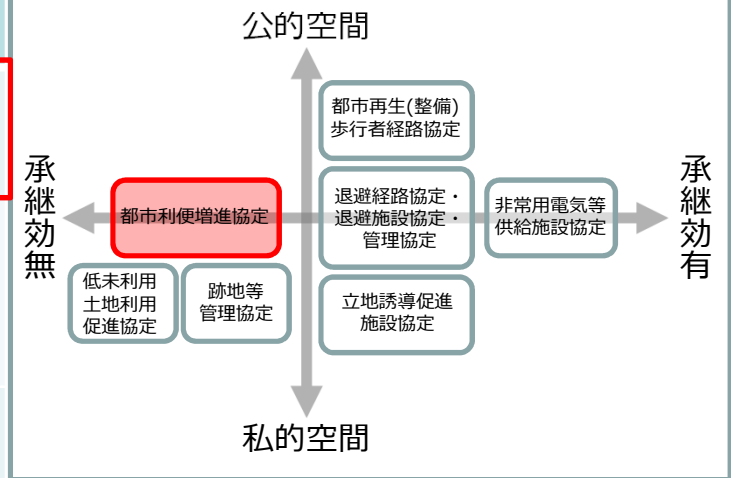 公的空間
都市再生(整備)
歩行者経路協定
承継効無
都市利便増進協定
退避経路協定・
退避施設協定・
管理協定
非常用電気等
供給施設協定
承継効有
低未利用
土地利用
促進協定
跡地等
管理協定
立地誘導促進
施設協定
私的空間